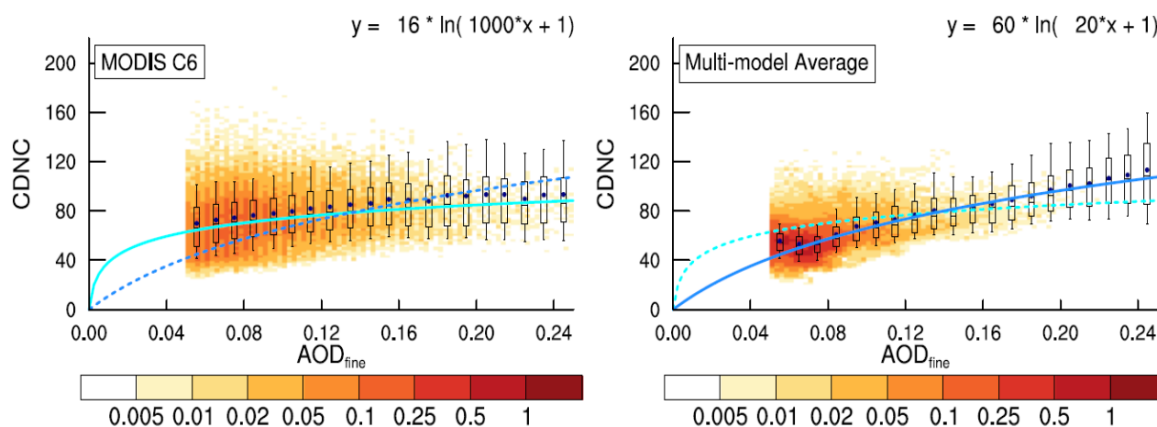 y = 16 * ln( 1000*x + 1)
MODIS C6
CDNC
200
160
120
80
40
0
0.00 0.04 0.08 0.12 0.16 0.20 0.24
AOD fine
0.005 0.01 0.02 0.05 0.1 0.25 0.5 1
y = 60 * ln( 20*x + 1)
Multi-model Average
CDNC
200
160
120
80
40
0
0.00 0.04 0.08 0.12 0.16 0.20 0.24
AOD fine
0.005 0.01 0.02 0.05 0.1 0.25 0.5 1